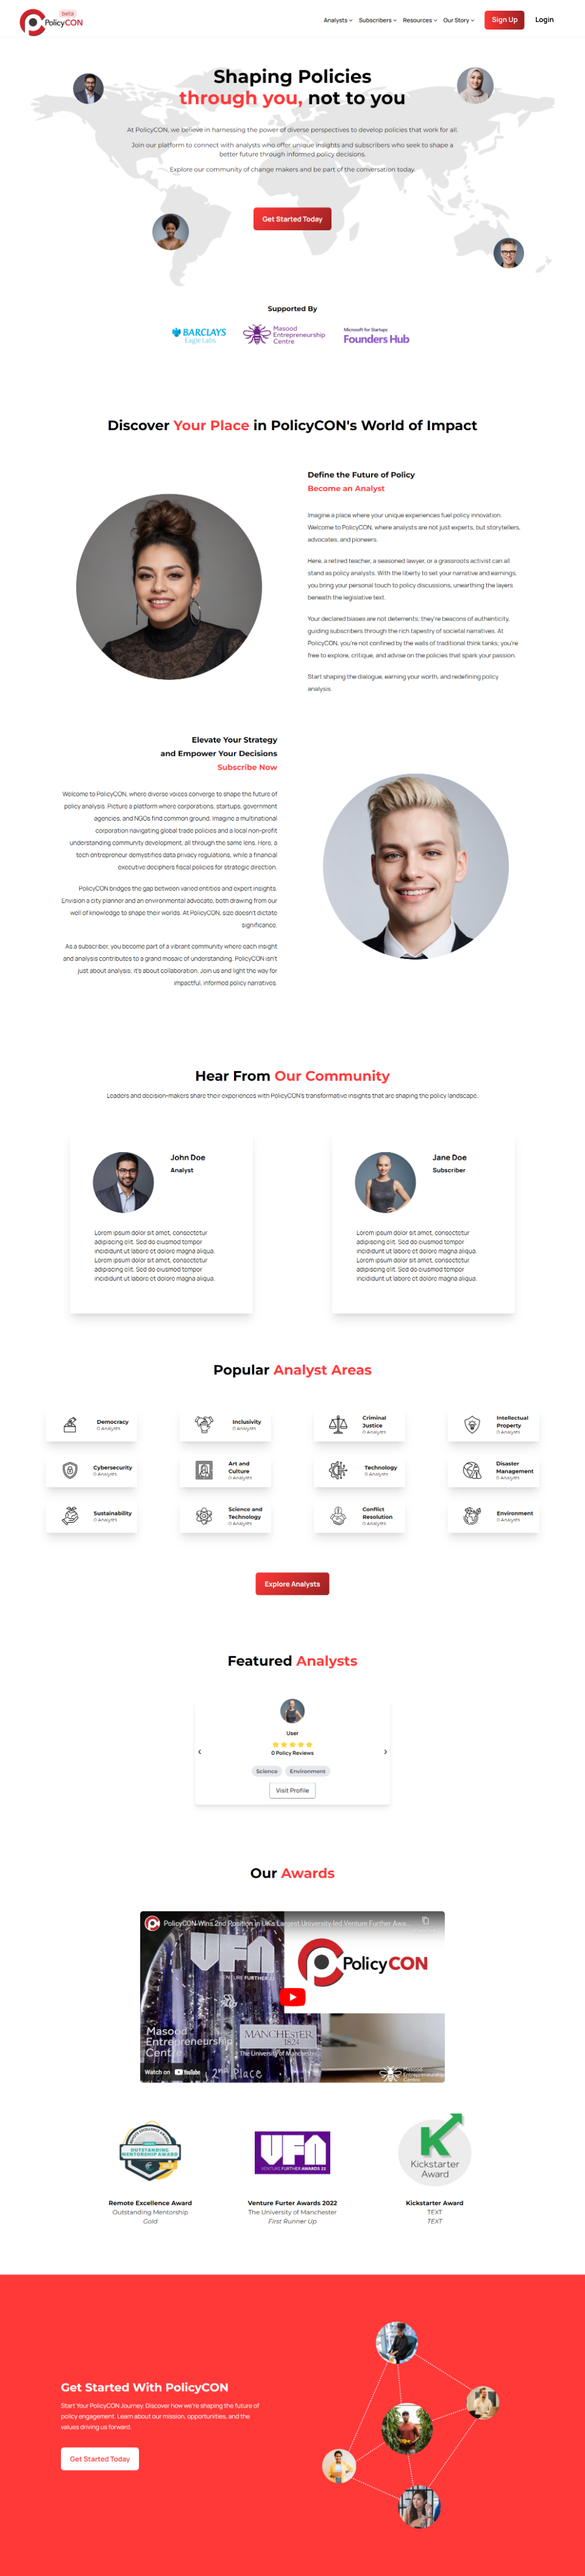 beta
PolicyCON
Analysts
Subscribers
Resources
Our Story
Sign Up
Login
Shaping Policies
through you, not to you
At PolicyCON, we believe in harnessing the power of diverse perspectives to develop policies that work for all.
Join our platform to connect with analysts who offer unique insights and subscribers who seek to shape a
better future through informed policy decisions.
Explore our community of change makers and be part of the conversation today.
Get Started Today
Supported By
BARCLAYS
Eagle Labs
Masood
Entrepreneurship
Centre
Microsoft for Startups
Founders Hub
Discover Your Place in PolicyCON's World of Impact
Define the Future of Policy
Become an Analyst
Imagine a place where your unique experiences fuel policy innovation.
Welcome to PolicyCON, where analysts are not just experts, but storytellers,
advocates, and pioneers.
Here, a retired teacher, a seasoned lawyer, or a grassroots activist can all
stand as policy analysts. With the liberty to set your narrative and earnings,
you bring your personal touch to policy discussions, unearthing the layers
beneath the legislative text.
Your declared biases are not deterrents; they're beacons of authenticity,
guiding subscribers through the rich tapestry of societal narratives. At
PolicyCON, you're not confined by the walls of traditional think tanks; you're
free to explore, critique, and advise on the policies that spark your passion.
Start shaping the dialogue, earning your worth, and redefining policy
analysis.
Elevate Your Strategy
and Empower Your Decisions
Subscribe Now
Welcome to PolicyCON, where diverse voices converge to shape the future of
policy analysis. Picture a platform where corporations, startups, government
agencies, and NGOs find common ground. Imagine a multinational
corporation navigating global trade policies and a local non-profit
understanding community development, all through the same lens. Here, a
tech entrepreneur demystifies data privacy regulations, while a financial
executive deciphers fiscal policies for strategic direction.
PolicyCON bridges the gap between varied entities and expert insights.
Envision a city planner and an environmental advocate, both drawing from our
well of knowledge to shape their worlds. At PolicyCON, size doesn't dictate
significance.
As a subscriber, you become part of a vibrant community where each insight
and analysis contributes to a grand mosaic of understanding. PolicyCON isn't
just about analysis; it's about collaboration. Join us and light the way for
impactful, informed policy narratives.
Hear From Our Community
Leaders and decision-makers share their experiences with PolicyCON's transformative insights that are shaping the policy landscape.
John Doe
Analyst
Lorem ipsum dolor sit amet, consectetur
adipiscing elit. Sed do eiusmod tempor
incididunt ut labore et dolore magna aliqua.
Lorem ipsum dolor sit amet, consectetur
adipiscing elit. Sed do eiusmod tempor
incididunt ut labore et dolore magna aliqua.
Jane Doe
Subscriber
Lorem ipsum dolor sit amet, consectetur
adipiscing elit. Sed do eiusmod tempor
incididunt ut labore et dolore magna aliqua.
Lorem ipsum dolor sit amet, consectetur
adipiscing elit. Sed do eiusmod tempor
incididunt ut labore et dolore magna aliqua.
Popular Analyst Areas
Democracy
0 Analysts
Inclusivity
0 Analysts
Criminal
Justice
0 Analysts
Intellectual
Property
0 Analysts
Cybersecurity
0 Analysts
Art and
Culture
0 Analysts
Technology
0 Analysts
Disaster
Management
0 Analysts
Sustainability
0 Analysts
Science and
Technology
0 Analysts
Conflict
Resolution
0 Analysts
Environment
0 Analysts
Explore Analysts
Featured Analysts
User
0 Policy Reviews
Science
Environment
Visit Profile
Our Awards
PolicyCON Wins 2nd Position in UK's Largest University-led Venture Further Awa...
VFA
VENTURE FURTHER
PolicyCON
Masood
Entrepreneurship
Centre
MANCHESTER
1824
The University of Manchester
2nd Place
Watch on YouTube
OUTSTANDING
MENTORSHIP AWARD
VFA
VENTURE FURTHER AWARDS 22
Kickstarter
Award
Remote Excellence Award
Outstanding Mentorship
Gold
Venture Furter Awards 2022
The University of Manchester
First Runner Up
Kickstarter Award
TEXT
TEXT
Get Started With PolicyCON
Start Your PolicyCON Journey. Discover how we're shaping the future of
policy engagement. Learn about our mission, opportunities, and the
values driving us forward.
Get Started Today